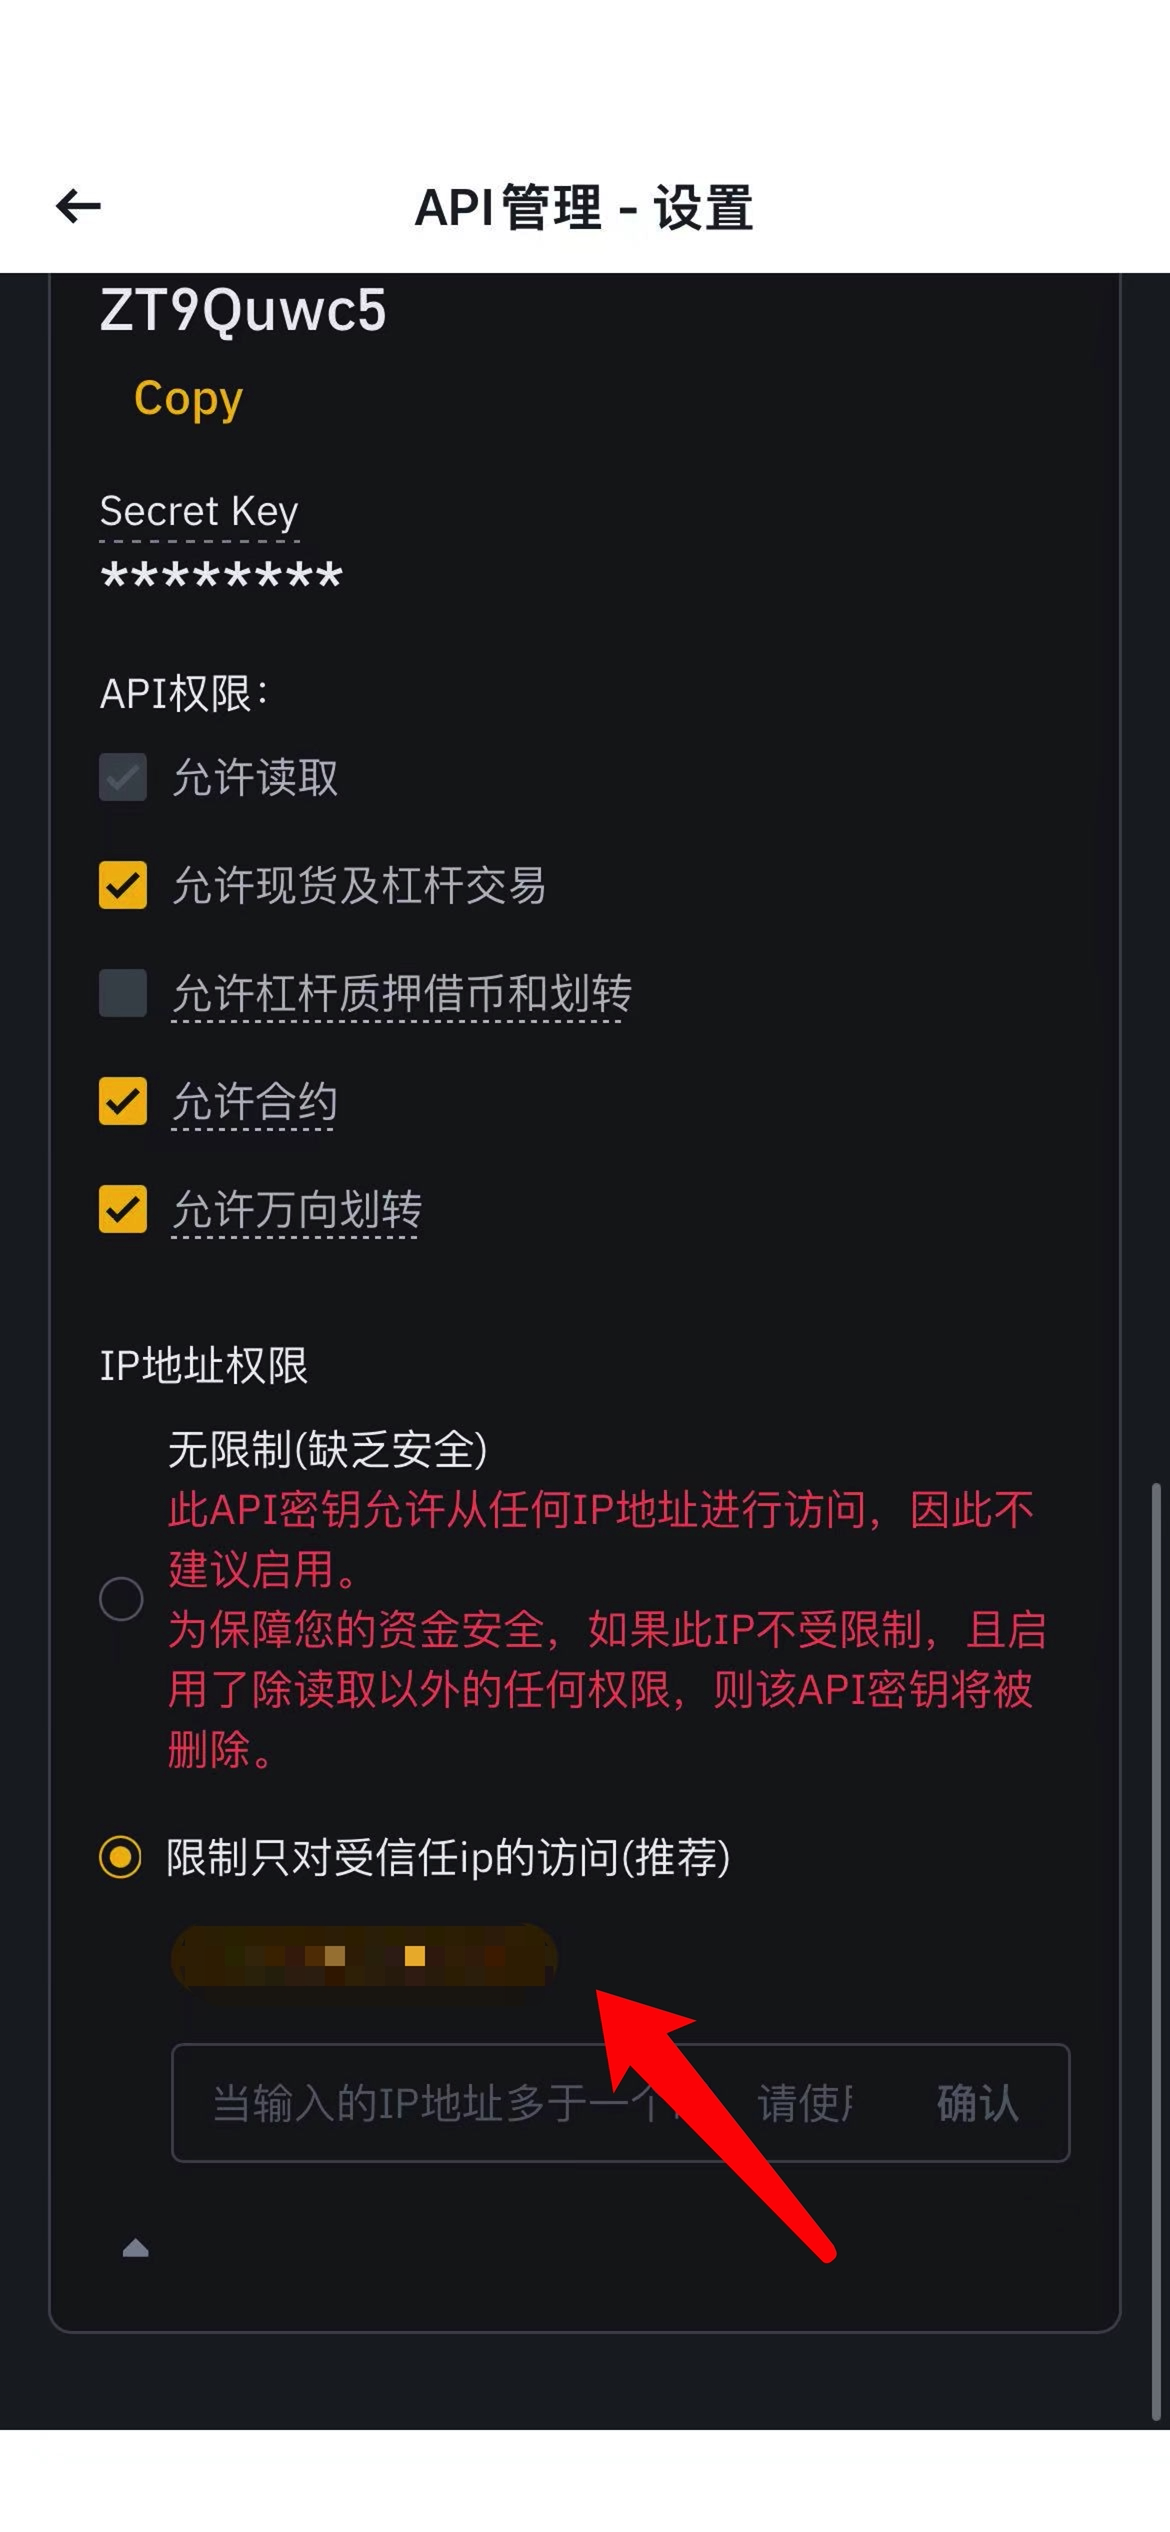 API管理 - 设置
ZT9Quwc5
Copy
Secret Key
********
API权限：
允许读取
允许现货及杠杆交易
允许杠杆质押借币和划转
允许合约
允许万向划转
IP地址权限
无限制(缺乏安全)
此API密钥允许从任何IP地址进行访问，因此不
建议启用。
为保障您的资金安全，如果此IP不受限制，且启
用了除读取以外的任何权限，则该API密钥将被
删除。
限制只对受信任ip的访问(推荐)
当输入的IP地址多于一个 请使 确认